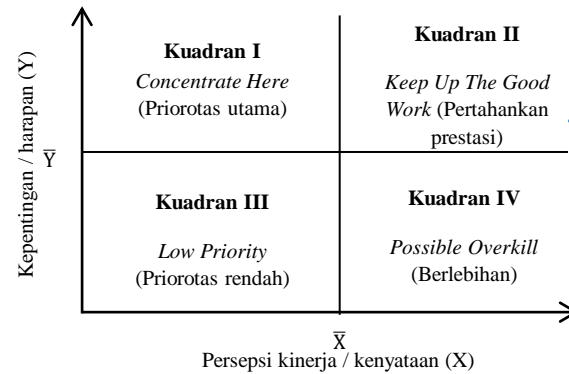 Kuadran I
Concentrate Here
(Priorotas utama)
Kuadran II
Keep Up The Good
Work (Pertahankan
prestasi)
Kuadran III
Low Priority
(Priorotas rendah)
Kuadran IV
Possible Overkill
(Berlebihan)
Kepentingan / harapan (Y)
Y̅
X̅
Persepsi kinerja / kenyataan (X)